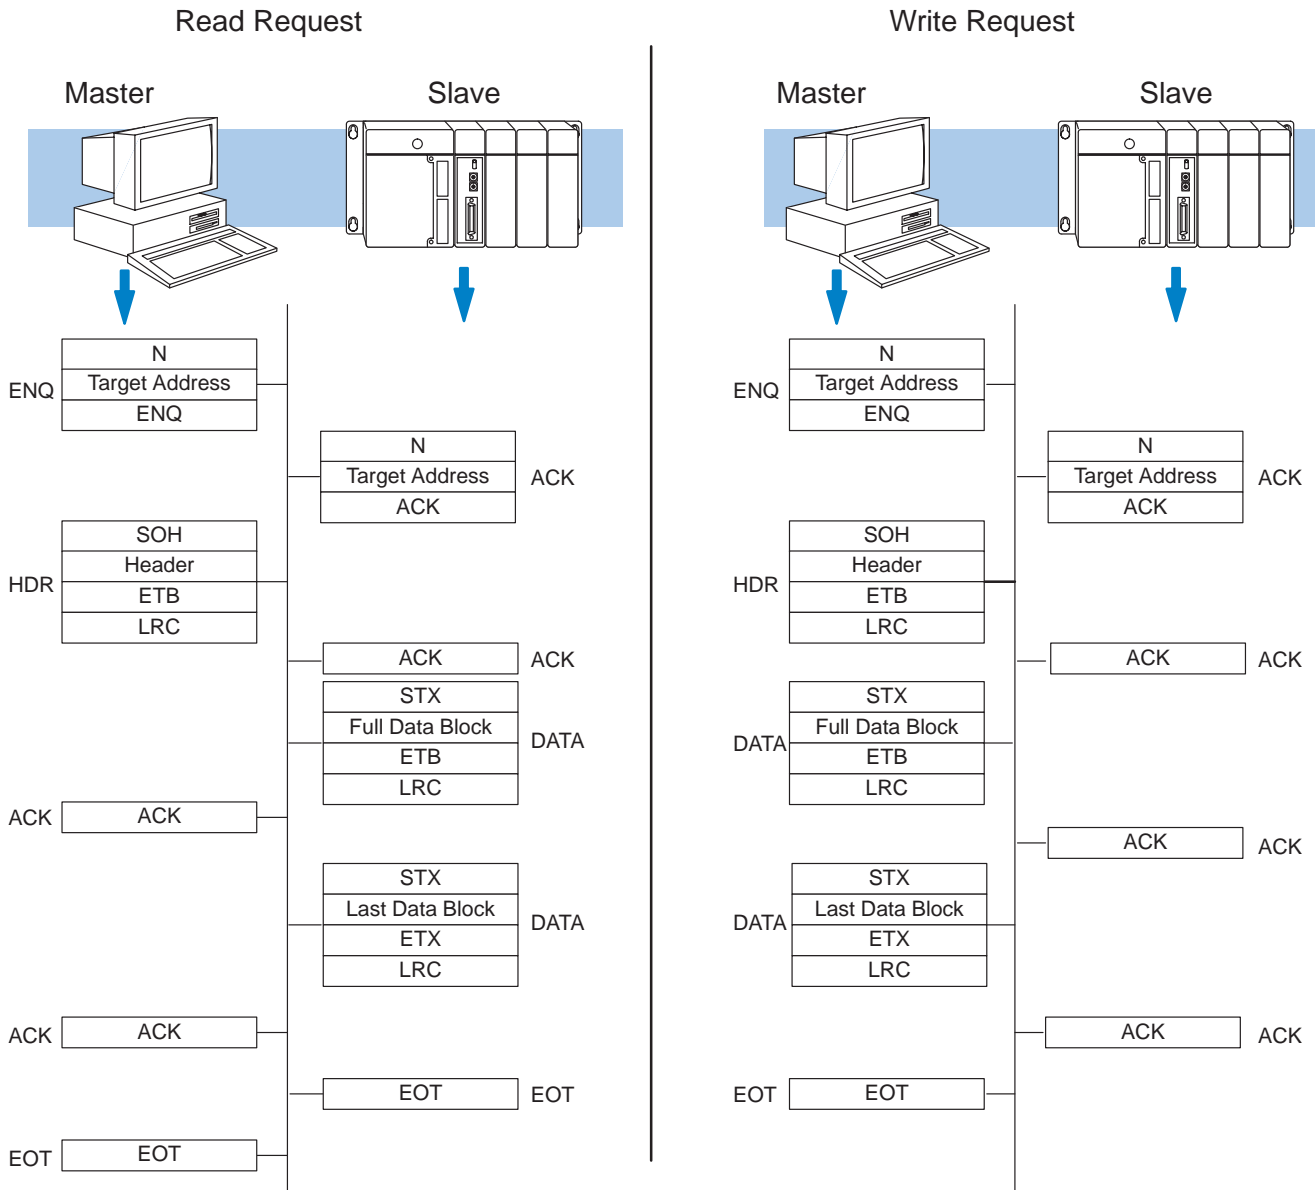 Read Request
Master
Slave
ENQ
N
Target Address
ENQ
N
Target Address
ACK
ACK
HDR
SOH
Header
ETB
LRC
ACK
ACK
STX
Full Data Block
ETB
LRC
DATA
ACK
ACK
STX
Last Data Block
ETX
LRC
DATA
ACK
ACK
EOT
EOT
EOT
EOT
Write Request
Master
Slave
ENQ
N
Target Address
ENQ
N
Target Address
ACK
ACK
HDR
SOH
Header
ETB
LRC
ACK
ACK
DATA
STX
Full Data Block
ETB
LRC
ACK
ACK
DATA
STX
Last Data Block
ETX
LRC
ACK
ACK
EOT
EOT